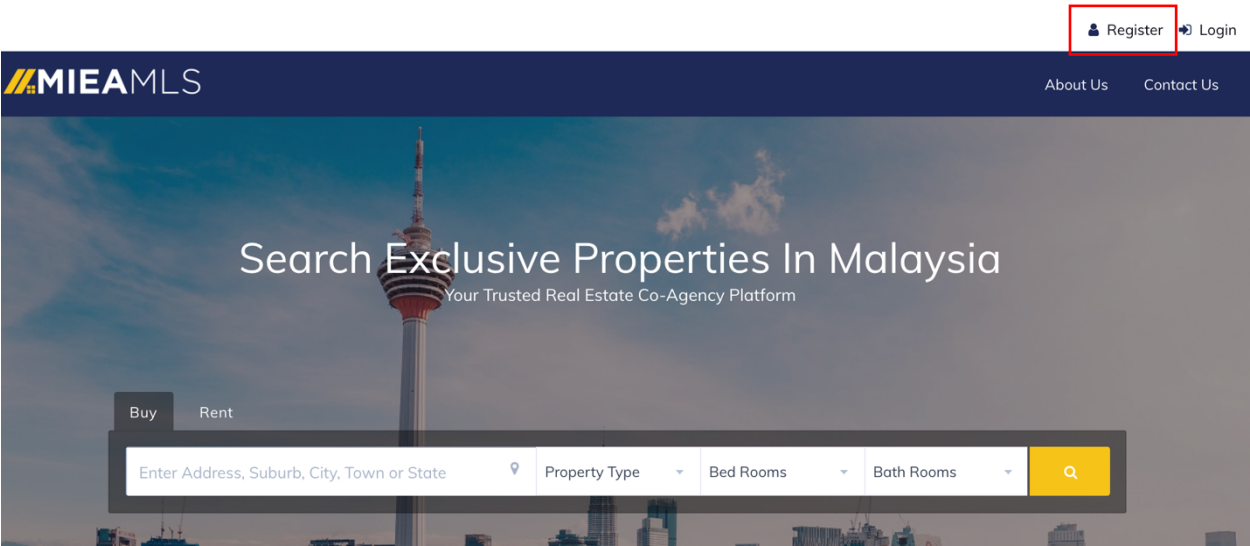 Register Login
MIEAMLS
About Us Contact Us
Search Exclusive Properties In Malaysia
Your Trusted Real Estate Co-Agency Platform
Buy Rent
Enter Address, Suburb, City, Town or State Property Type Bed Rooms Bath Rooms